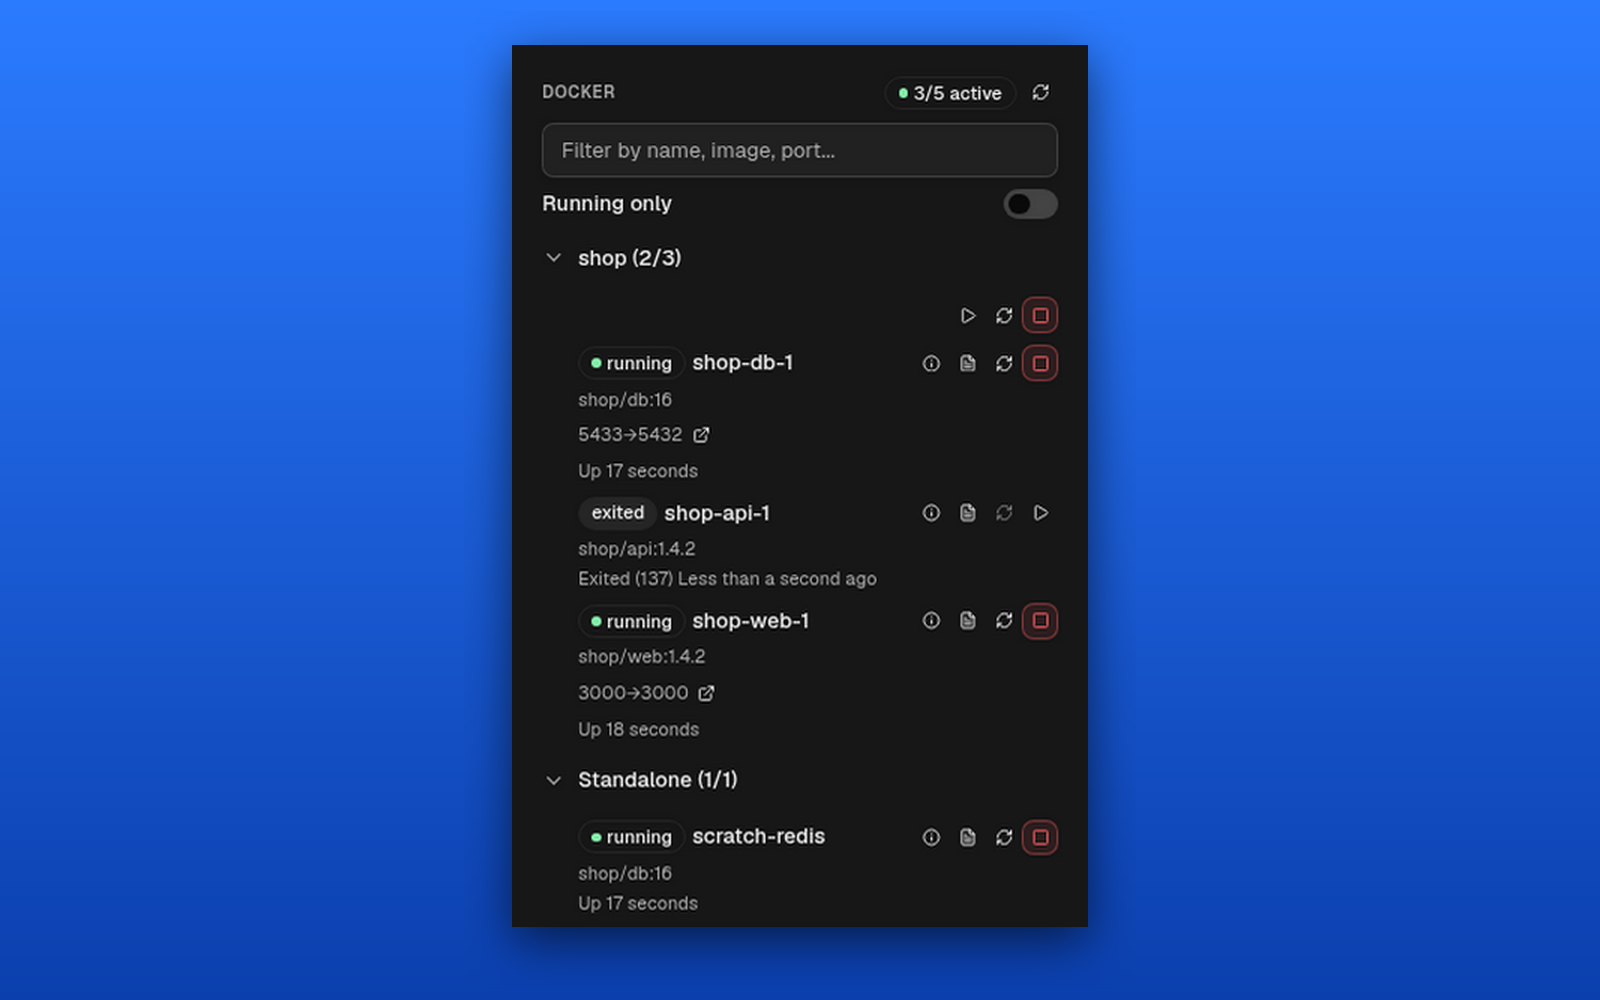 DOCKER
3/5 active
Filter by name, image, port...
Running only
shop (2/3)
running shop-db-1
shop/db:16
5433→5432
Up 17 seconds
exited shop-api-1
shop/api:1.4.2
Exited (137) Less than a second ago
running shop-web-1
shop/web:1.4.2
3000→3000
Up 18 seconds
Standalone (1/1)
running scratch-redis
shop/db:16
Up 17 seconds